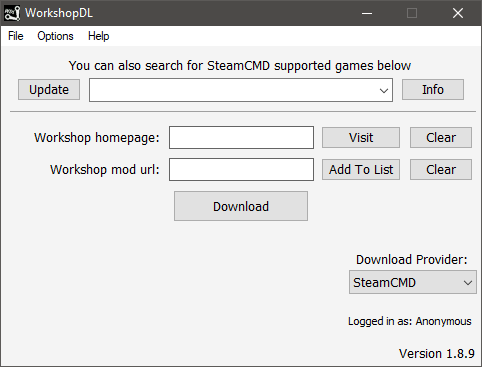 WorkshopDL
File Options Help
You can also search for SteamCMD supported games below
Update Info
Workshop homepage: Visit Clear
Workshop mod url: Add To List Clear
Download
Download Provider:
SteamCMD
Logged in as: Anonymous
Version 1.8.9